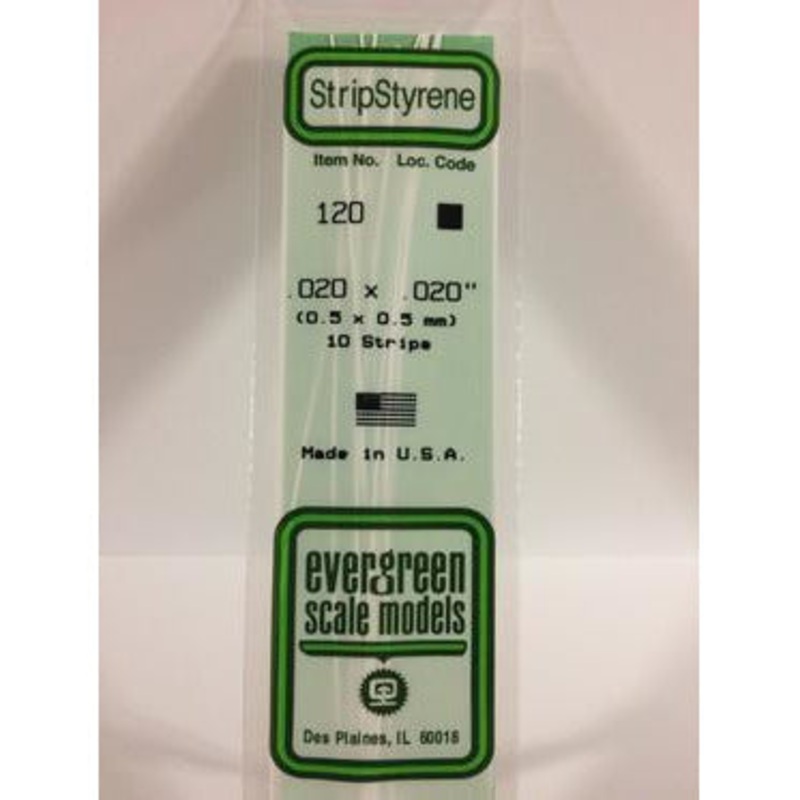 StripStyrene
Item No. Loc. Code
120
.020 x .020"
(0.5 x 0.5 mm)
10 Strips
Made in U.S.A.
evergreen
scale models
Des Plaines, IL 60018